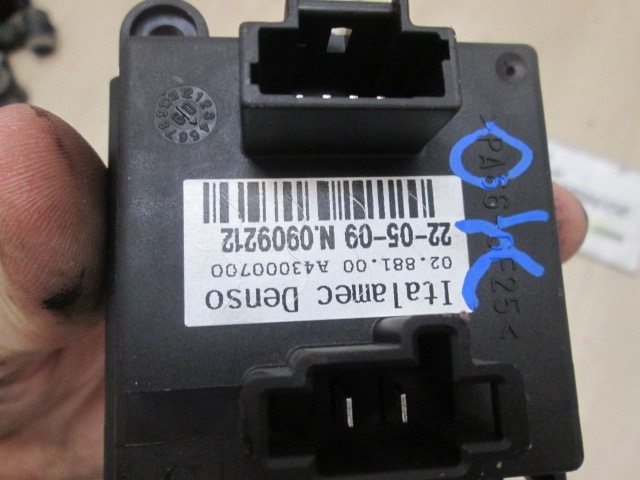 Italamec Denso
02.881.00 A43000700
22-05-09 N.0909212
OK